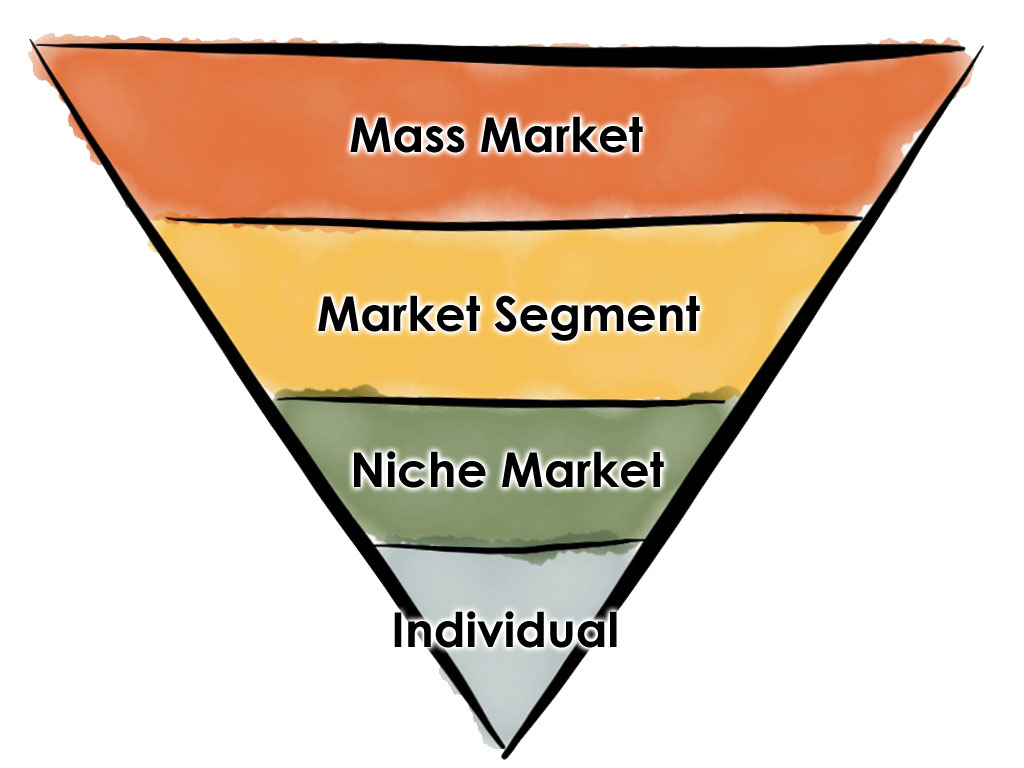 Mass Market
Market Segment
Niche Market
Individual